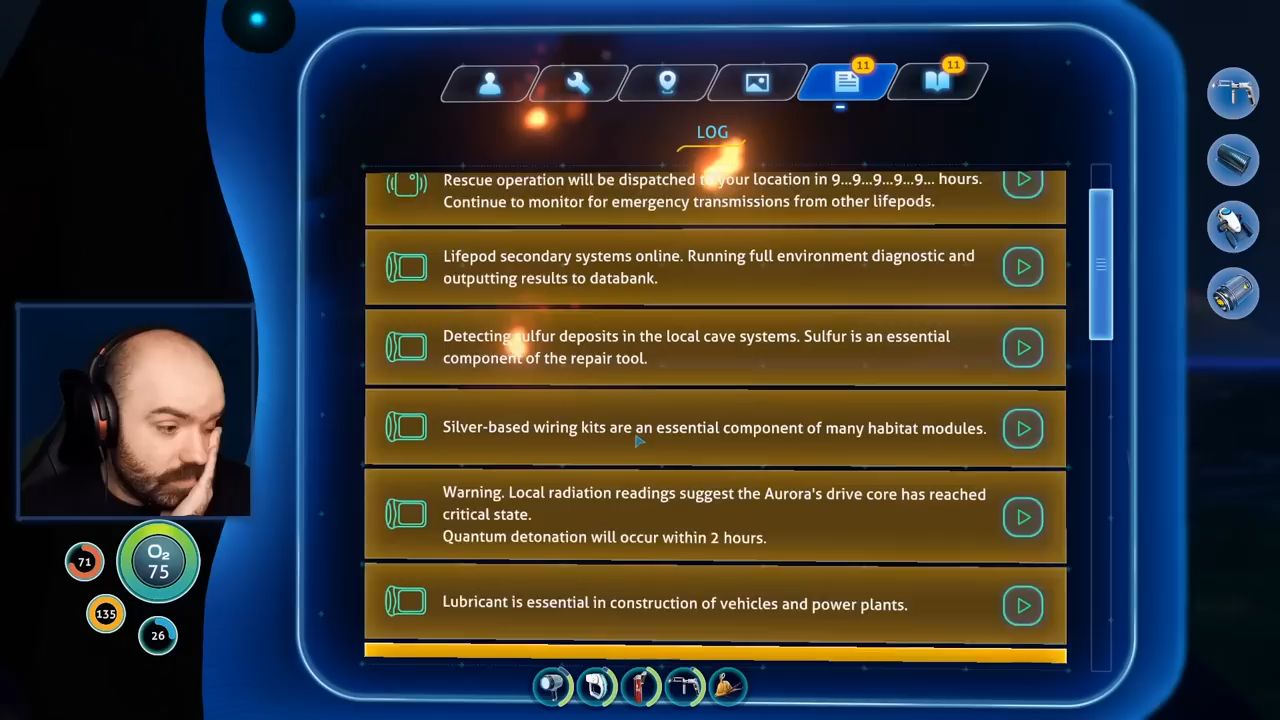 11
11
LOG
Rescue operation will be dispatched to your location in 9...9...9...9...9... hours.
Continue to monitor for emergency transmissions from other lifepods.
Lifepod secondary systems online. Running full environment diagnostic and
outputting results to databank.
Detecting sulfur deposits in the local cave systems. Sulfur is an essential
component of the repair tool.
Silver-based wiring kits are an essential component of many habitat modules.
Warning. Local radiation readings suggest the Aurora's drive core has reached
critical state.
Quantum detonation will occur within 2 hours.
Lubricant is essential in construction of vehicles and power plants.
O₂
75
71
135
26